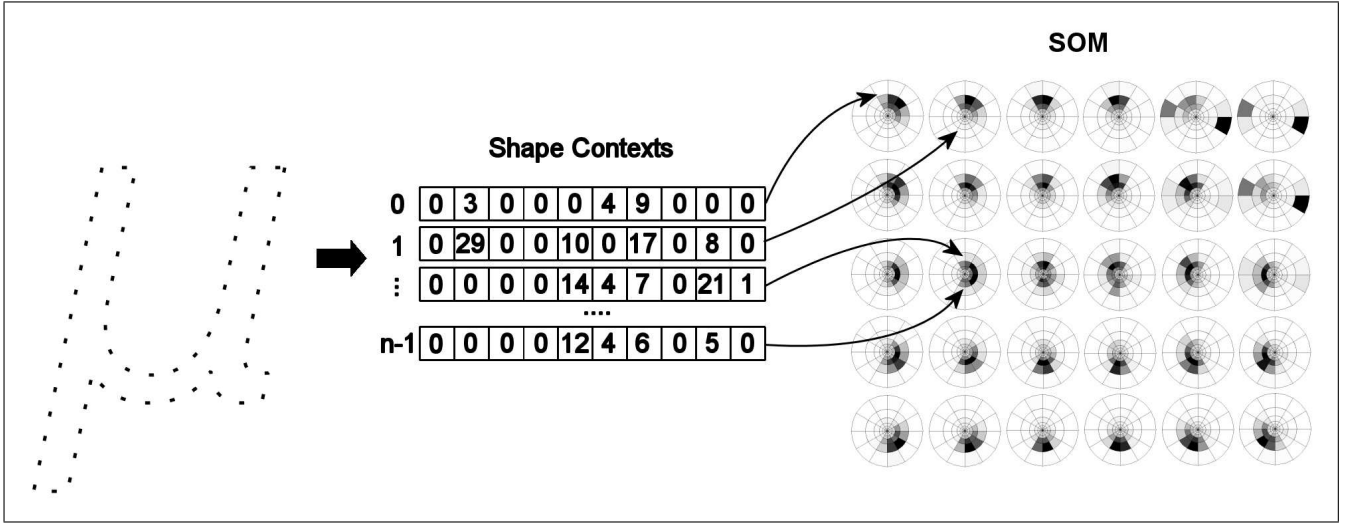 SOM
Shape Contexts
0 0 3 0 0 0 4 9 0 0 0
1 0 29 0 0 10 0 17 0 8 0
⋮ 0 0 0 0 14 4 7 0 21 1
....
n-1 0 0 0 0 12 4 6 0 5 0
μ